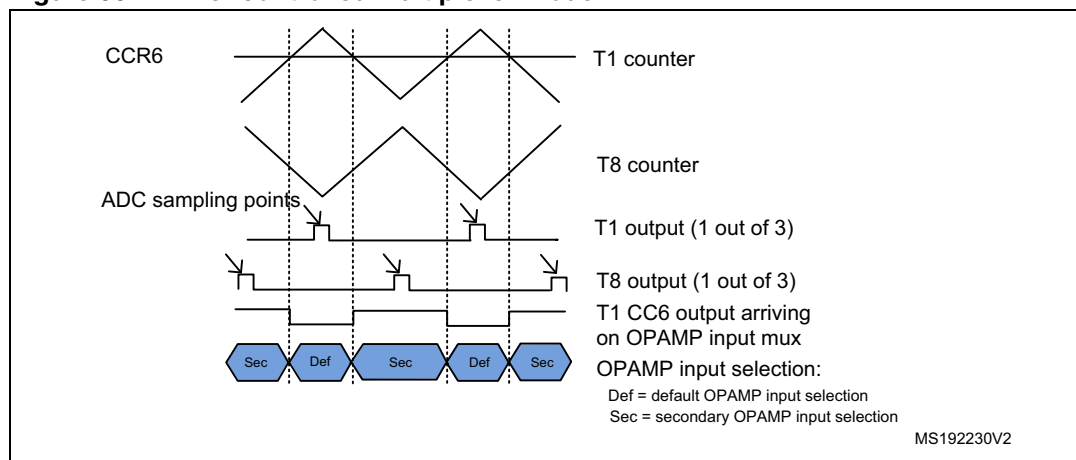 CCR6
T1 counter
T8 counter
ADC sampling points
T1 output (1 out of 3)
T8 output (1 out of 3)
T1 CC6 output arriving
on OPAMP input mux
Sec Def Sec Def Sec
OPAMP input selection:
Def = default OPAMP input selection
Sec = secondary OPAMP input selection
MS192230V2